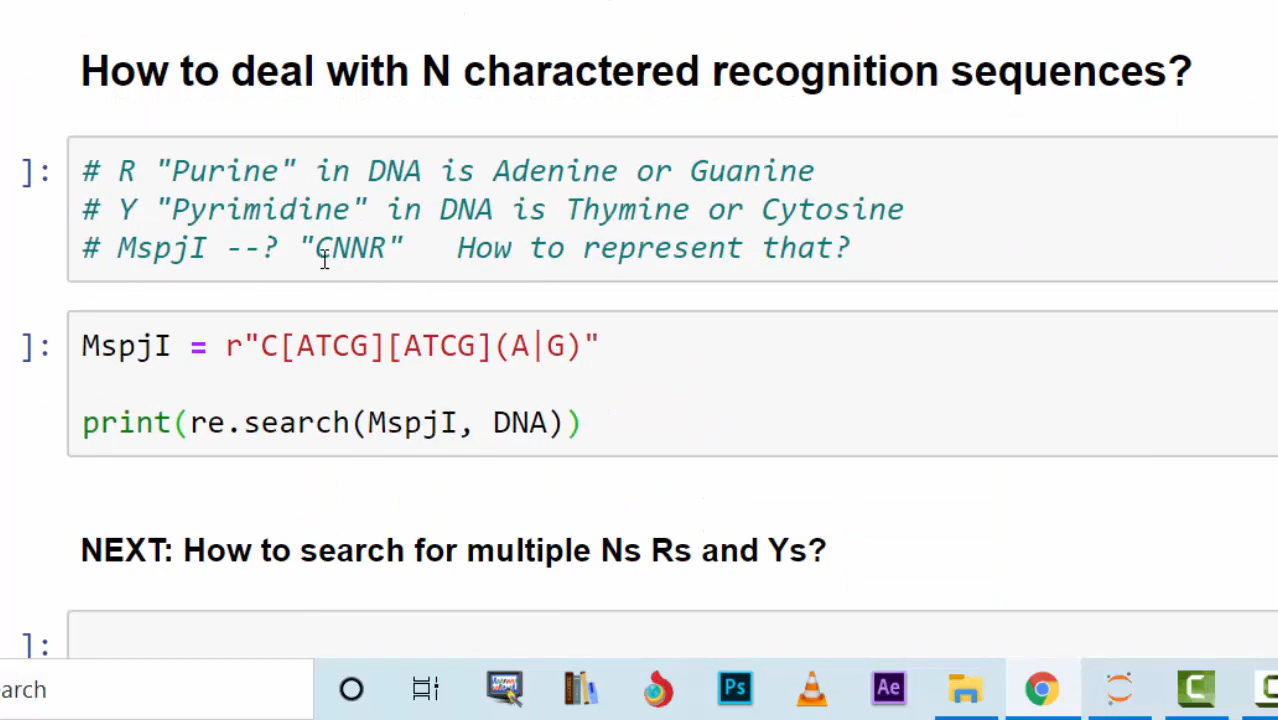 How to deal with N charactered recognition sequences?
]: # R "Purine" in DNA is Adenine or Guanine
# Y "Pyrimidine" in DNA is Thymine or Cytosine
# MspjI --? "CNNR" How to represent that?
]: MspjI = r"C[ATCG][ATCG](A|G)"
print(re.search(MspjI, DNA))
NEXT: How to search for multiple Ns Rs and Ys?
]:
arch
Ps
Ae
C